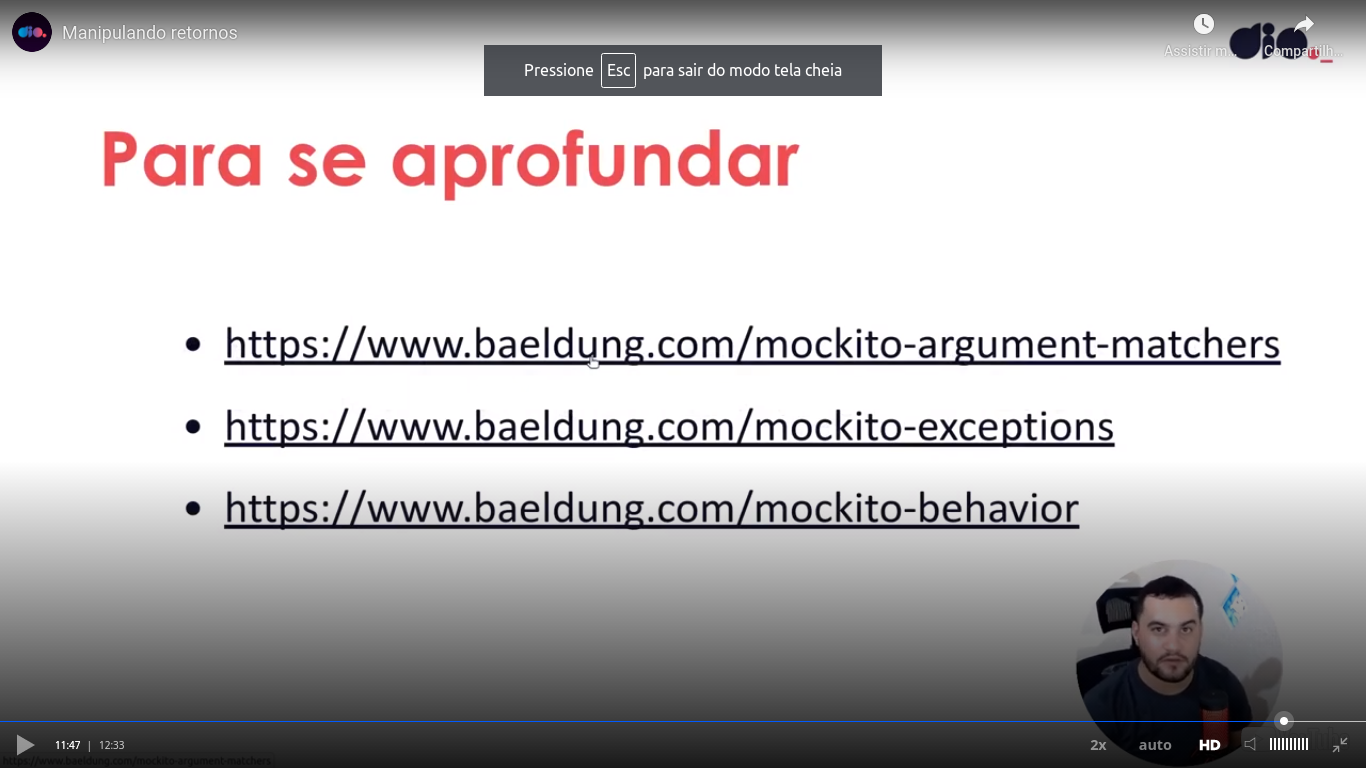 dio.
Manipulando retornos
Assistir m...
Compartilh...
dio_
Pressione Esc para sair do modo tela cheia
Para se aprofundar
• https://www.baeldung.com/mockito-argument-matchers
• https://www.baeldung.com/mockito-exceptions
• https://www.baeldung.com/mockito-behavior
11:47 | 12:33
2x
auto
HD
https://www.baeldung.com/mockito-argument-matchers